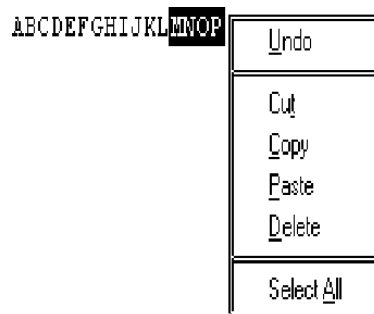 ABCDEFGHIJKLMNOP
Undo
Cut
Copy
Paste
Delete
Select All